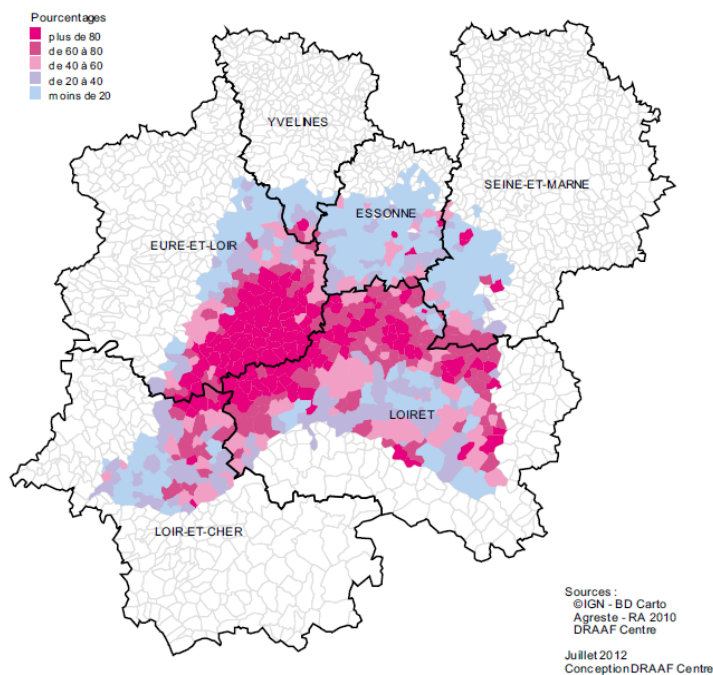 Pourcentages
plus de 80
de 60 à 80
de 40 à 60
de 20 à 40
moins de 20
YVELINES
ESSONNE
SEINE-ET-MARNE
EURE-ET-LOIR
LOIRET
LOIR-ET-CHER
Sources :
©IGN - BD Carto
Agreste - RA 2010
DRAAF Centre
Juillet 2012
Conception DRAAF Centre